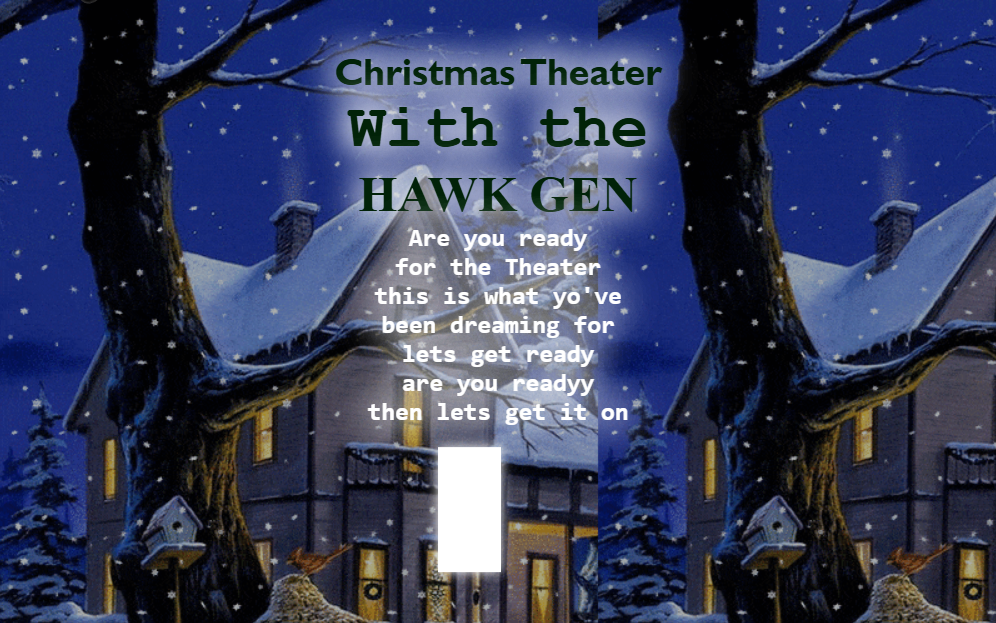 Christmas Theater
With the
HAWK GEN
Are you ready
for the Theater
this is what yo've
been dreaming for
lets get ready
are you readyy
then lets get it on